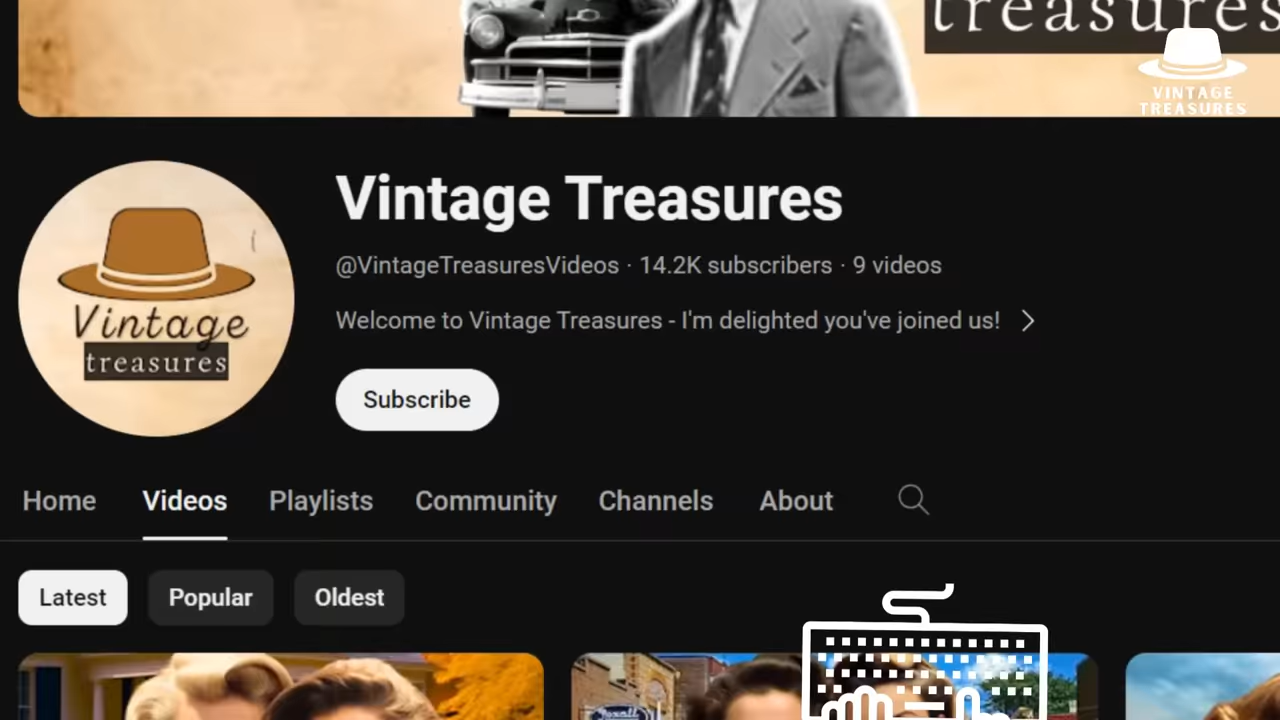 treasures
VINTAGE
TREASURES
Vintage
treasures
Vintage Treasures
@VintageTreasuresVideos · 14.2K subscribers · 9 videos
Welcome to Vintage Treasures - I'm delighted you've joined us!
Subscribe
Home Videos Playlists Community Channels About
Latest Popular Oldest
Rexall